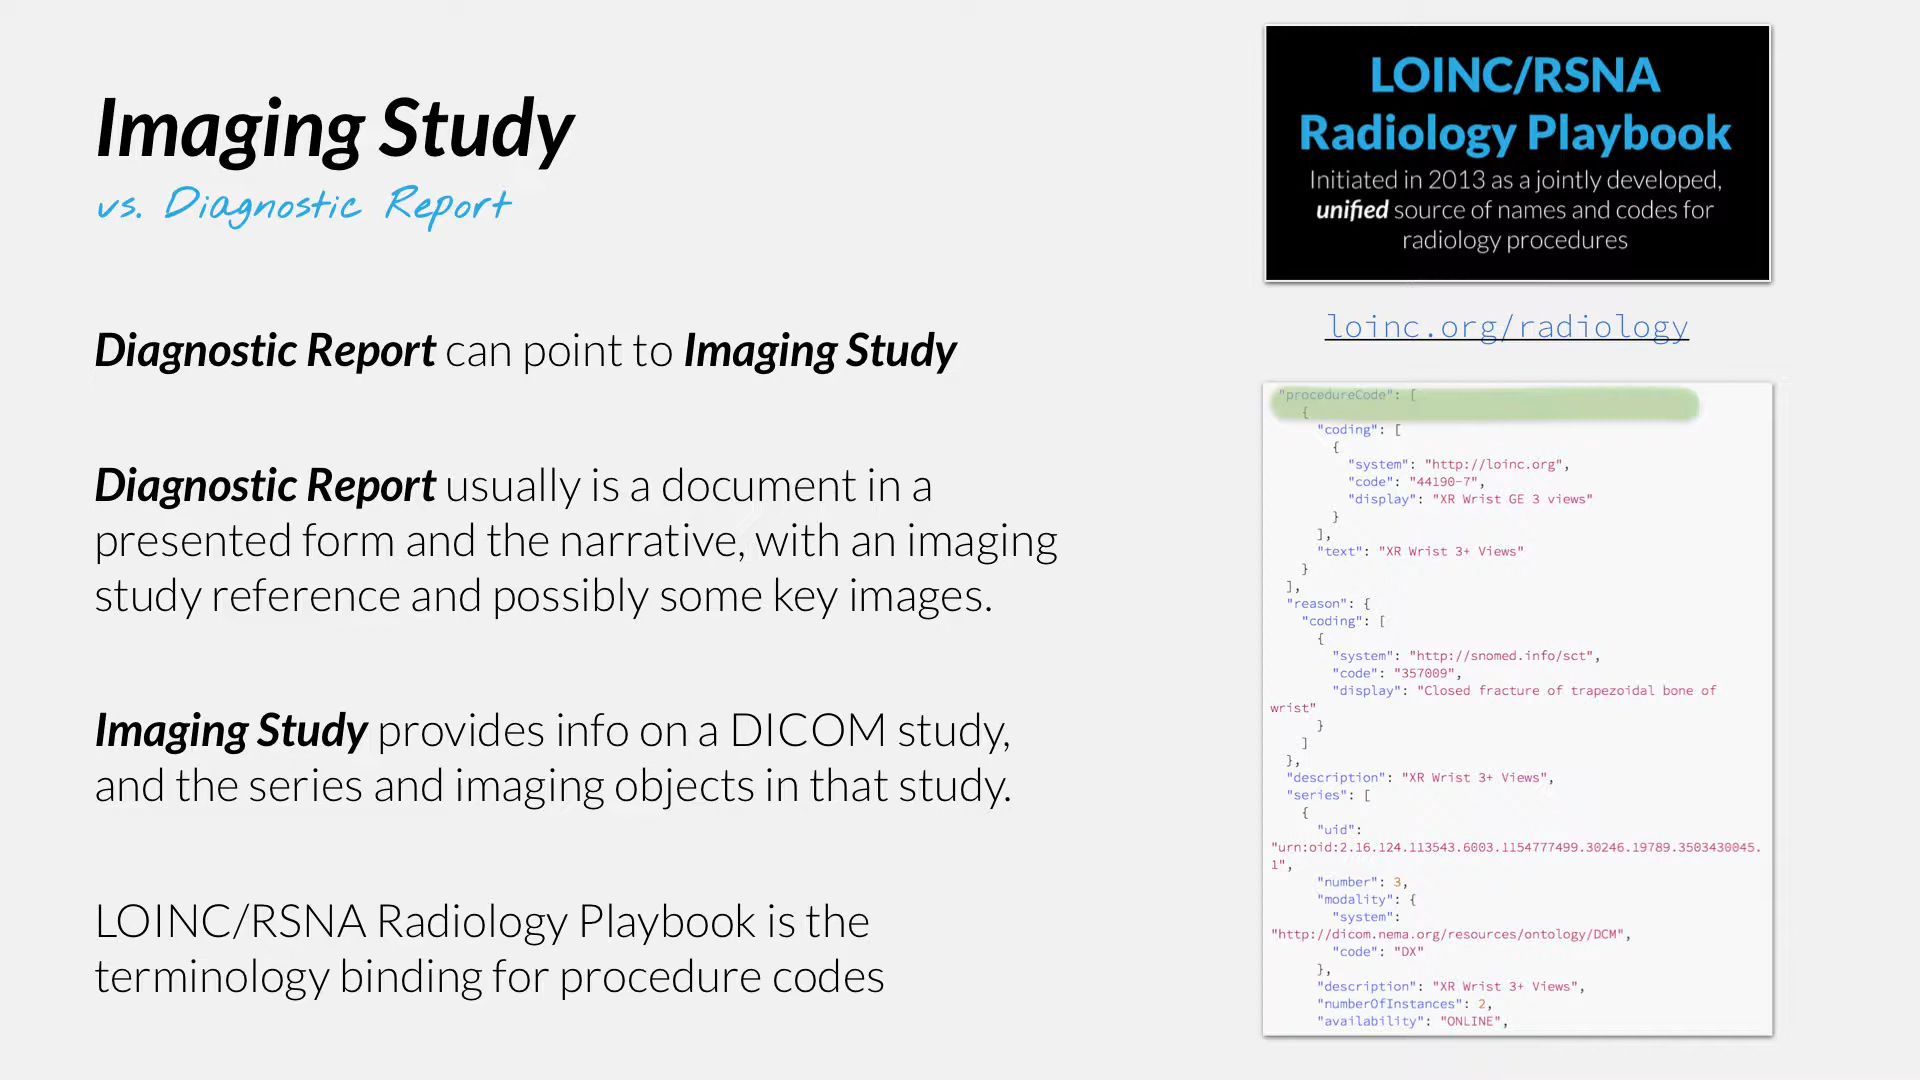 Imaging Study
vs. Diagnostic Report
Diagnostic Report can point to Imaging Study
Diagnostic Report usually is a document in a
presented form and the narrative, with an imaging
study reference and possibly some key images.
Imaging Study provides info on a DICOM study,
and the series and imaging objects in that study.
LOINC/RSNA Radiology Playbook is the
terminology binding for procedure codes
LOINC/RSNA
Radiology Playbook
Initiated in 2013 as a jointly developed,
unified source of names and codes for
radiology procedures
loinc.org/radiology
"procedureCode": [
{
"coding": [
{
"system": "http://loinc.org",
"code": "44190-7",
"display": "XR Wrist GE 3 views"
}
],
"text": "XR Wrist 3+ Views"
}
],
"reason": {
"coding": [
{
"system": "http://snomed.info/sct",
"code": "357009",
"display": "Closed fracture of trapezoidal bone of
wrist"
}
]
},
"description": "XR Wrist 3+ Views",
"series": [
{
"uid":
"urn:oid:2.16.124.113543.6003.1154777499.30246.19789.3503430045.
1",
"number": 3,
"modality": {
"system":
"http://dicom.nema.org/resources/ontology/DCM",
"code": "DX"
},
"description": "XR Wrist 3+ Views",
"numberOfInstances": 2,
"availability": "ONLINE",